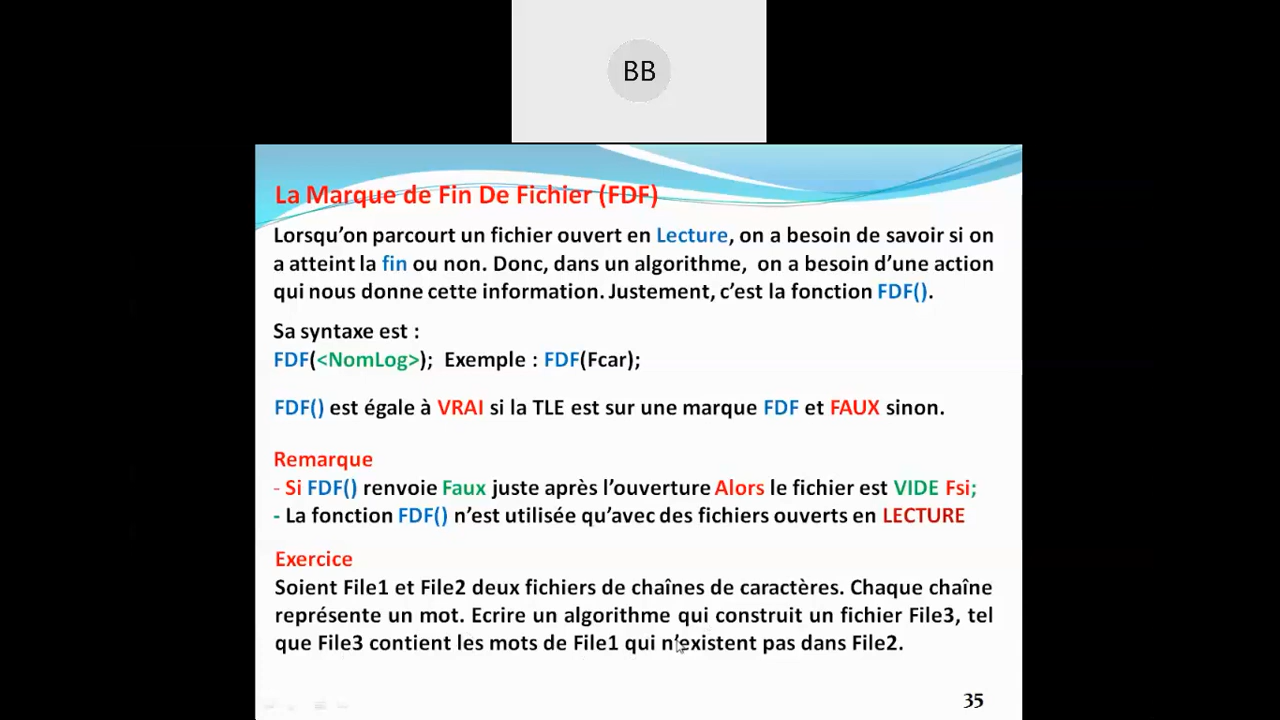 BB
La Marque de Fin De Fichier (FDF)
Lorsqu'on parcourt un fichier ouvert en Lecture, on a besoin de savoir si on
a atteint la fin ou non. Donc, dans un algorithme, on a besoin d'une action
qui nous donne cette information. Justement, c'est la fonction FDF().
Sa syntaxe est :
FDF(<NomLog>); Exemple : FDF(Fcar);
FDF() est égale à VRAI si la TLE est sur une marque FDF et FAUX sinon.
Remarque
- Si FDF() renvoie Faux juste après l'ouverture Alors le fichier est VIDE Fsi;
- La fonction FDF() n'est utilisée qu'avec des fichiers ouverts en LECTURE
Exercice
Soient File1 et File2 deux fichiers de chaînes de caractères. Chaque chaîne
représente un mot. Ecrire un algorithme qui construit un fichier File3, tel
que File3 contient les mots de File1 qui n'existent pas dans File2.
35